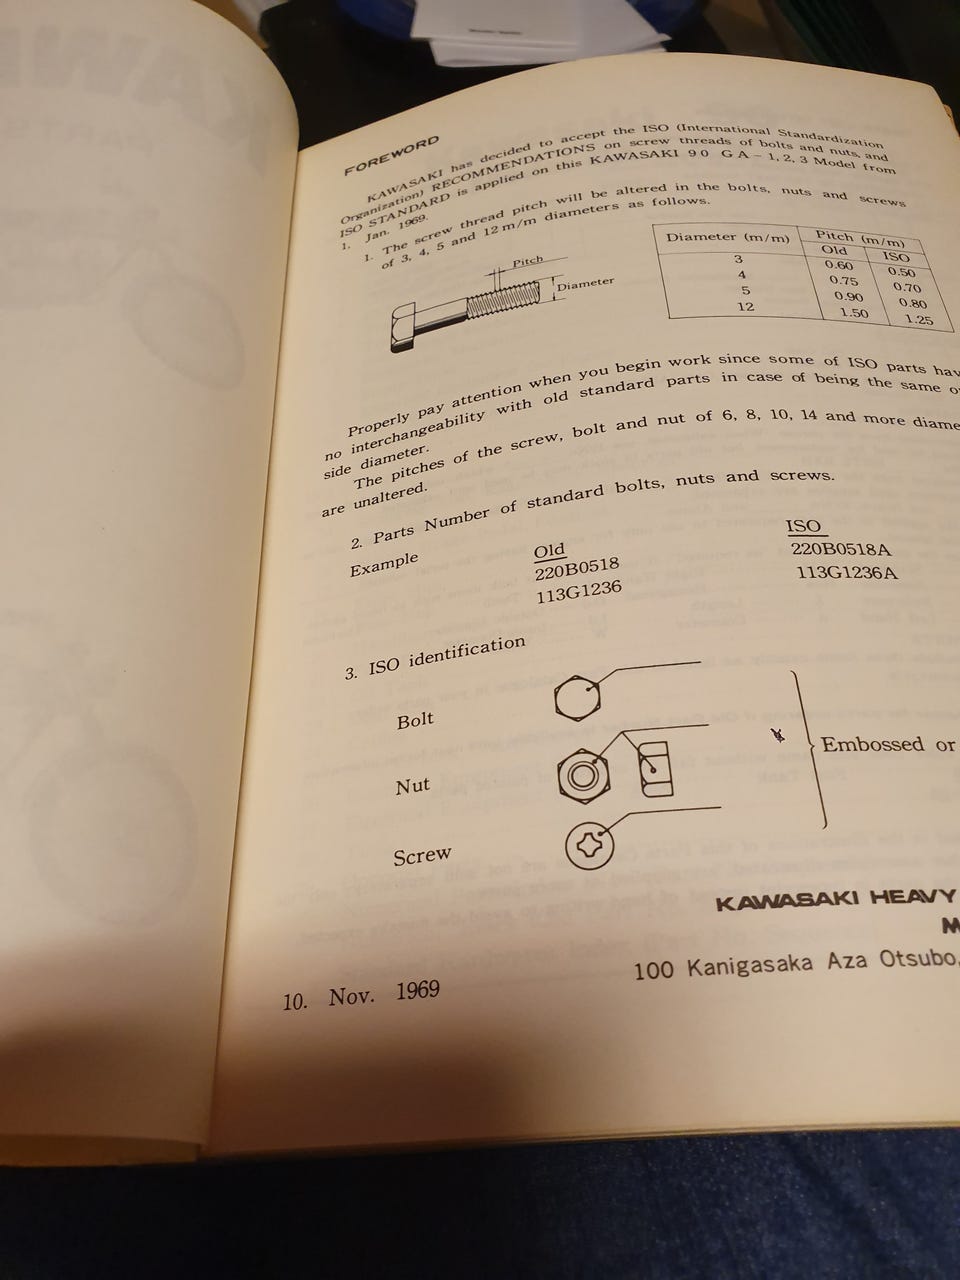 FOREWORD
KAWASAKI has decided to accept the ISO (International Standardization
Organization) RECOMMENDATIONS on screw threads of bolts and nuts, and
ISO STANDARD is applied on this KAWASAKI 90 GA-1, 2, 3 Model from
1. Jan. 1969.
1. The screw thread pitch will be altered in the bolts, nuts and screws
of 3, 4, 5 and 12 m/m diameters as follows.
Pitch
Diameter
Diameter (m/m) Pitch (m/m)
Old ISO
3 0.60 0.50
4 0.75 0.70
5 0.90 0.80
12 1.50 1.25
Properly pay attention when you begin work since some of ISO parts hav
no interchangeability with old standard parts in case of being the same o
side diameter.
The pitches of the screw, bolt and nut of 6, 8, 10, 14 and more diame
are unaltered.
2. Parts Number of standard bolts, nuts and screws.
Example Old ISO
220B0518 220B0518A
113G1236 113G1236A
3. ISO identification
Bolt
Nut
Embossed or
Screw
KAWASAKI HEAVY
M
100 Kanigasaka Aza Otsubo,
10. Nov. 1969